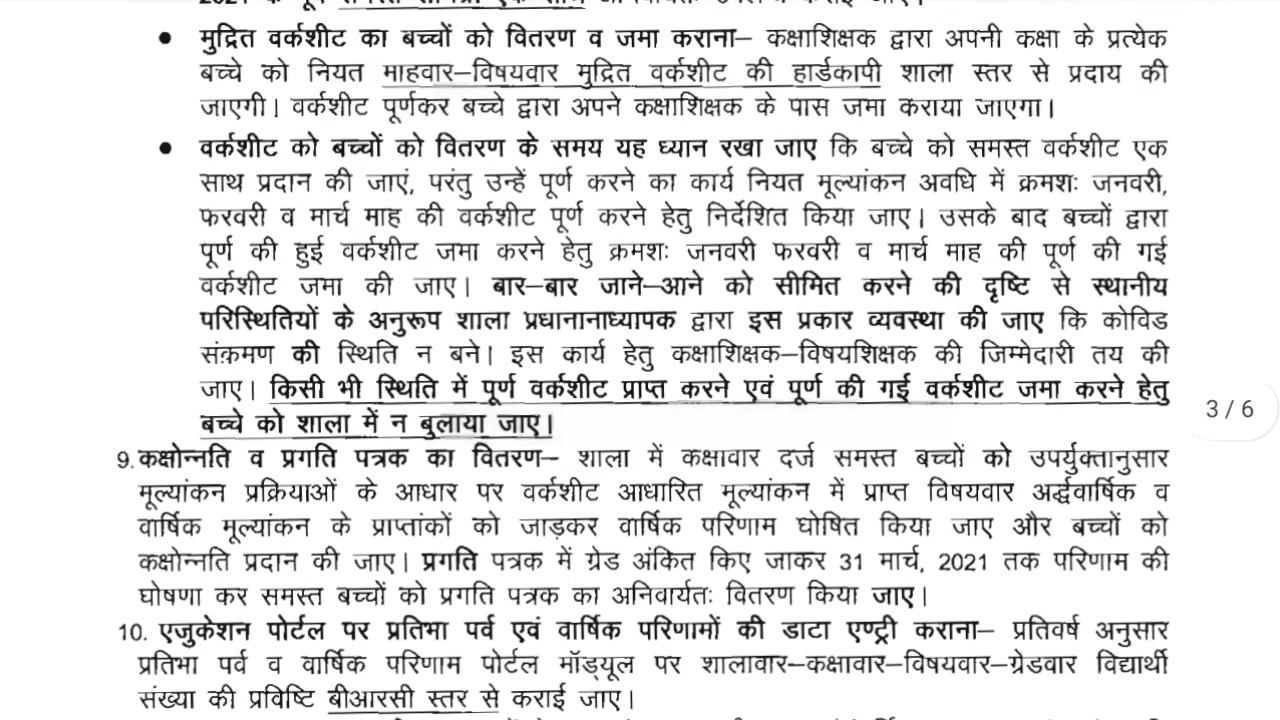 • मुद्रित वर्कशीट का बच्चों को वितरण व जमा कराना– कक्षाशिक्षक द्वारा अपनी कक्षा के प्रत्येक
बच्चे को नियत माहवार–विषयवार मुद्रित वर्कशीट की हार्डकापी शाला स्तर से प्रदाय की
जाएगी। वर्कशीट पूर्णकर बच्चे द्वारा अपने कक्षाशिक्षक के पास जमा कराया जाएगा।
• वर्कशीट को बच्चों को वितरण के समय यह ध्यान रखा जाए कि बच्चे को समस्त वर्कशीट एक
साथ प्रदान की जाएं, परंतु उन्हें पूर्ण करने का कार्य नियत मूल्यांकन अवधि में क्रमशः जनवरी,
फरवरी व मार्च माह की वर्कशीट पूर्ण करने हेतु निर्देशित किया जाए। उसके बाद बच्चों द्वारा
पूर्ण की हुई वर्कशीट जमा करने हेतु क्रमशः जनवरी फरवरी व मार्च माह की पूर्ण की गई
वर्कशीट जमा की जाए। बार–बार जाने–आने को सीमित करने की दृष्टि से स्थानीय
परिस्थितियों के अनुरूप शाला प्रधानानाध्यापक द्वारा इस प्रकार व्यवस्था की जाए कि कोविड
संक्रमण की स्थिति न बने। इस कार्य हेतु कक्षाशिक्षक–विषयशिक्षक की जिम्मेदारी तय की
जाए। किसी भी स्थिति में पूर्ण वर्कशीट प्राप्त करने एवं पूर्ण की गई वर्कशीट जमा करने हेतु
बच्चे को शाला में न बुलाया जाए।
3 / 6
9. कक्षोन्नति व प्रगति पत्रक का वितरण– शाला में कक्षावार दर्ज समस्त बच्चों को उपर्युक्तानुसार
मूल्यांकन प्रक्रियाओं के आधार पर वर्कशीट आधारित मूल्यांकन में प्राप्त विषयवार अर्द्धवार्षिक व
वार्षिक मूल्यांकन के प्राप्तांकों को जाड़कर वार्षिक परिणाम घोषित किया जाए और बच्चों को
कक्षोन्नति प्रदान की जाए। प्रगति पत्रक में ग्रेड अंकित किए जाकर 31 मार्च, 2021 तक परिणाम की
घोषणा कर समस्त बच्चों को प्रगति पत्रक का अनिवार्यतः वितरण किया जाए।
10. एजुकेशन पोर्टल पर प्रतिभा पर्व एवं वार्षिक परिणामों की डाटा एण्ट्री कराना– प्रतिवर्ष अनुसार
प्रतिभा पर्व व वार्षिक परिणाम पोर्टल मॉड्यूल पर शालावार–कक्षावार–विषयवार–ग्रेडवार विद्यार्थी
संख्या की प्रविष्टि बीआरसी स्तर से कराई जाए।